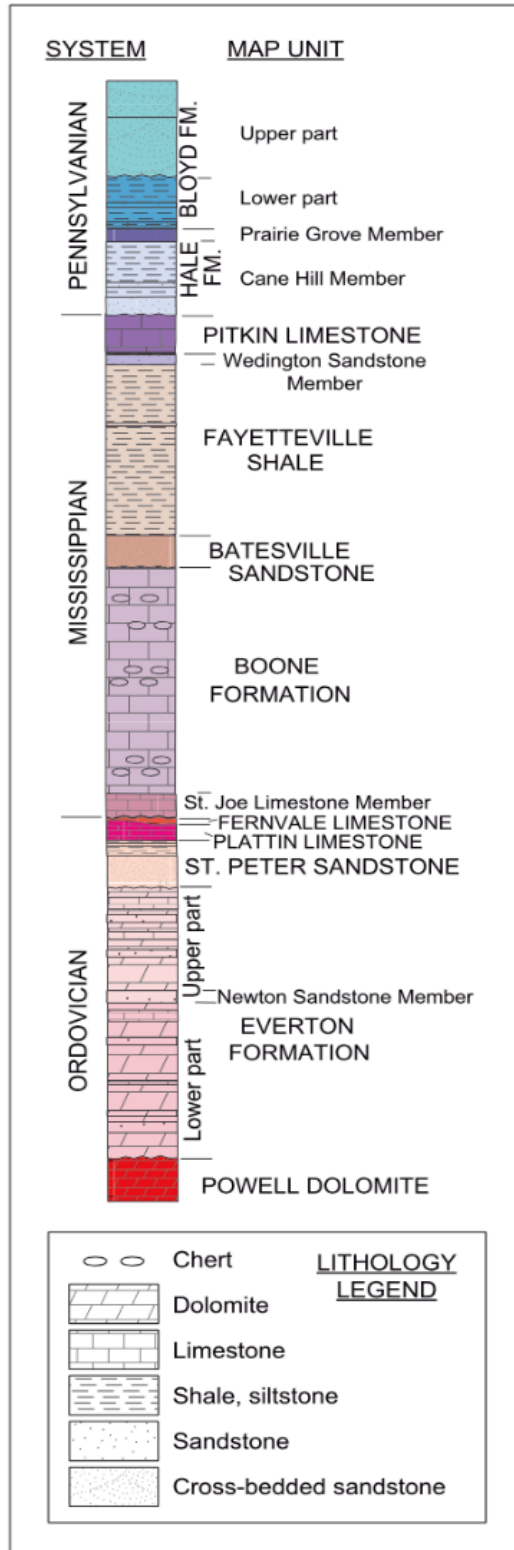 SYSTEM
MAP UNIT
PENNSYLVANIAN
BLOYD FM.
Upper part
Lower part
HALE
FM.
Prairie Grove Member
Cane Hill Member
MISSISSIPPIAN
PITKIN LIMESTONE
Wedington Sandstone
Member
FAYETTEVILLE
SHALE
BATESVILLE
SANDSTONE
BOONE
FORMATION
St. Joe Limestone Member
ORDOVICIAN
FERNVALE LIMESTONE
PLATTIN LIMESTONE
ST. PETER SANDSTONE
Upper part
Newton Sandstone Member
EVERTON
FORMATION
Lower part
POWELL DOLOMITE
LITHOLOGY
LEGEND
Chert
Dolomite
Limestone
Shale, siltstone
Sandstone
Cross-bedded sandstone